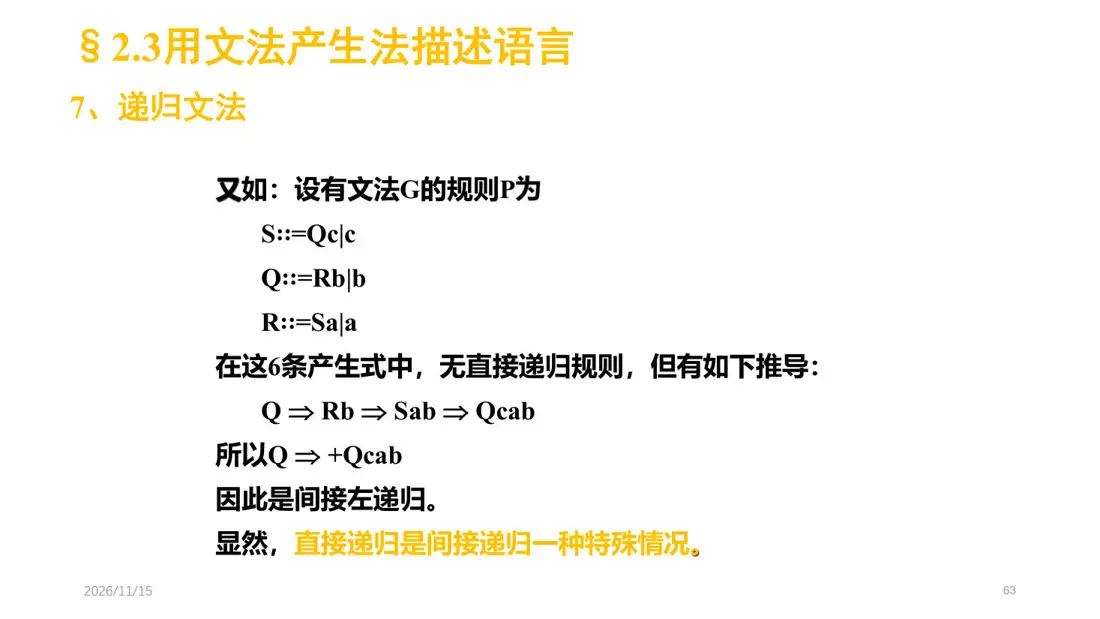 §2.3用文法产生法描述语言
7、递归文法
又如：设有文法G的规则P为
S∷=Qc|c
Q∷=Rb|b
R∷=Sa|a
在这6条产生式中，无直接递归规则，但有如下推导：
Q ⇒ Rb ⇒ Sab ⇒ Qcab
所以Q ⇒ +Qcab
因此是间接左递归。
显然，直接递归是间接递归一种特殊情况。
2026/11/15
63